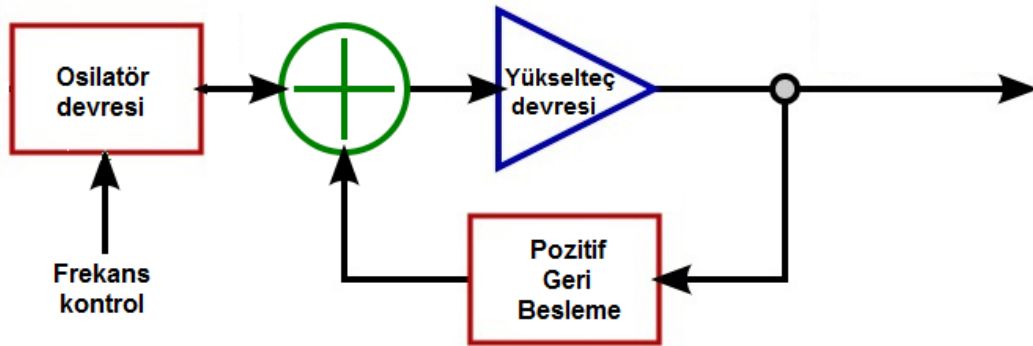 Osilatör
devresi
Yükselteç
devresi
Frekans
kontrol
Pozitif
Geri
Besleme